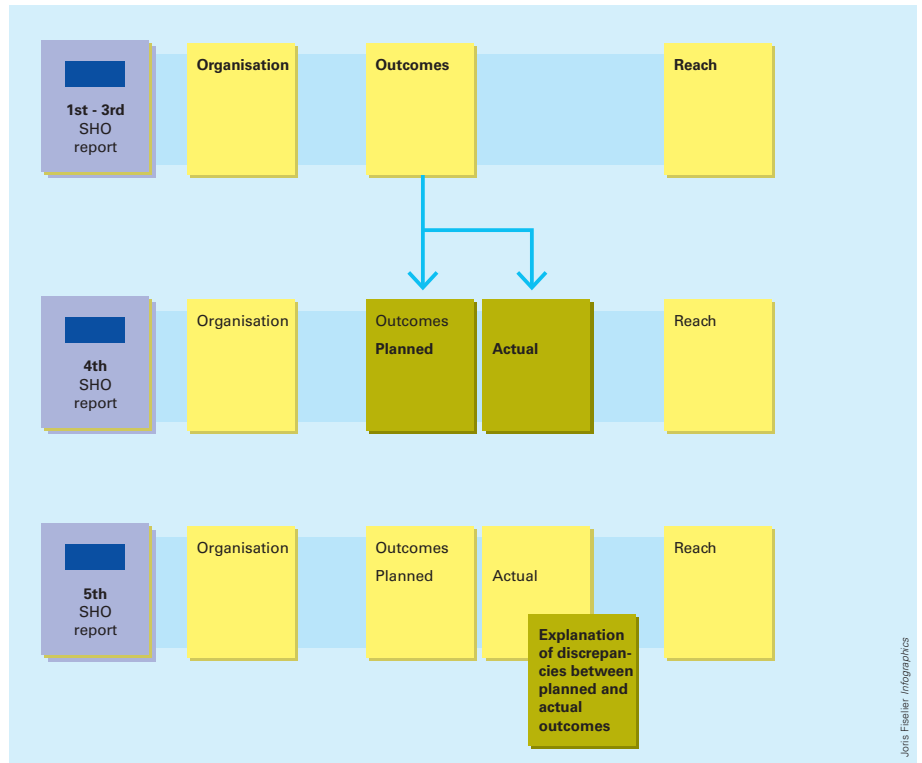 1st - 3rd
SHO
report
Organisation
Outcomes
Reach
4th
SHO
report
Organisation
Outcomes
Planned
Actual
Reach
5th
SHO
report
Organisation
Outcomes
Planned
Actual
Reach
Explanation
of discrepan-
cies between
planned and
actual
outcomes
Joris Fiselier Infographics